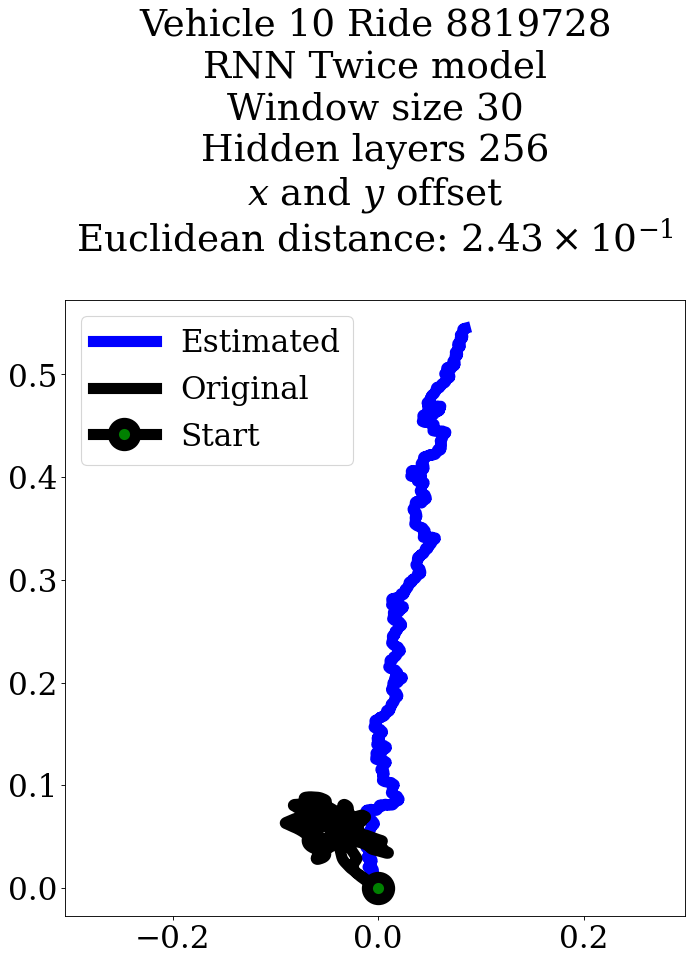 Vehicle 10 Ride 8819728
RNN Twice model
Window size 30
Hidden layers 256
x and y offset
Euclidean distance: 2.43 × 10⁻¹
Estimated
Original
Start
0.5
0.4
0.3
0.2
0.1
0.0
−0.2
0.0
0.2